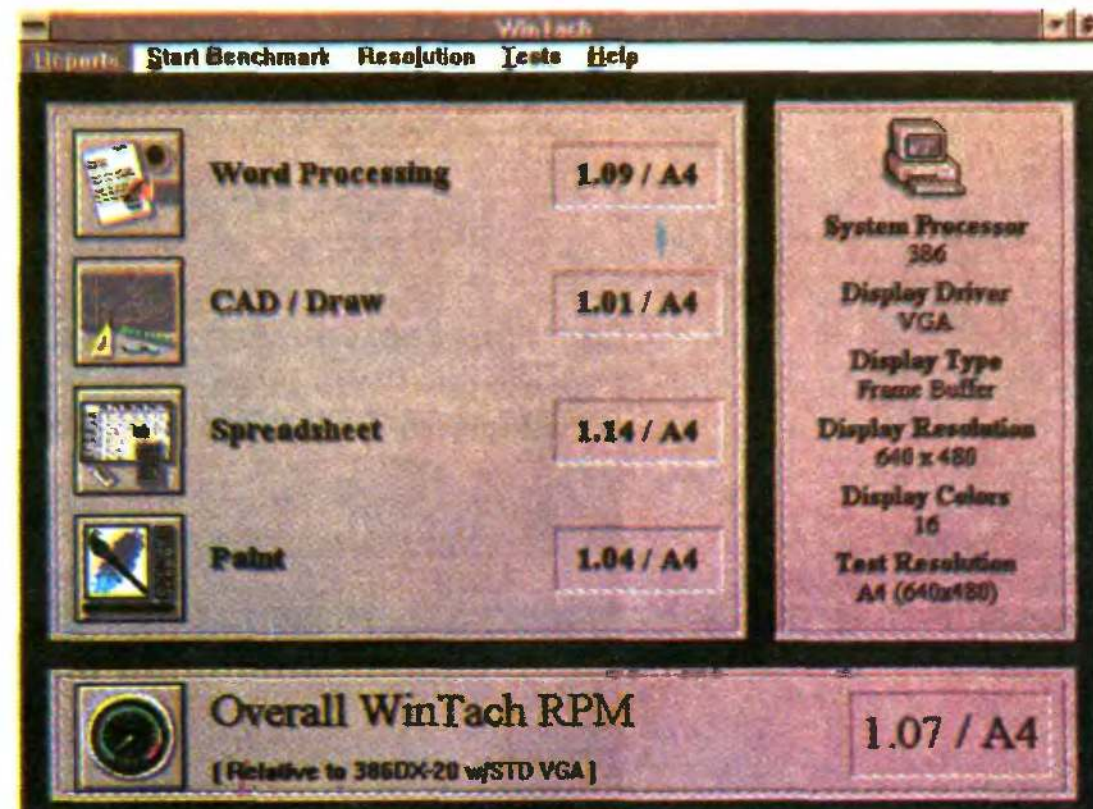 WinTach
Reports Start Benchmark Resolution Tests Help
Word Processing 1.09 / A4
CAD / Draw 1.01 / A4
Spreadsheet 1.14 / A4
Paint 1.04 / A4
System Processor
386
Display Driver
VGA
Display Type
Frame Buffer
Display Resolution
640 x 480
Display Colors
16
Test Resolution
A4 (640x480)
Overall WinTach RPM 1.07 / A4
[ Relative to 386DX-20 w/STD VGA ]